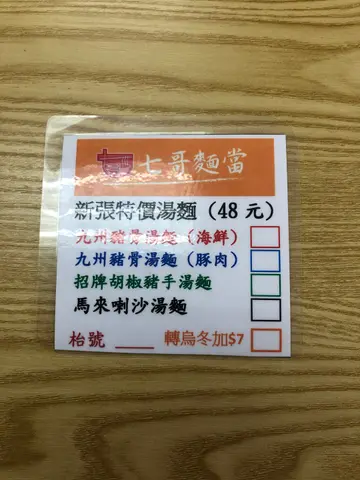 七哥麵當
新張特價湯麵 (48 元)
九州豬骨湯麵 (海鮮)
九州豬骨湯麵 (豚肉)
招牌胡椒豬手湯麵
馬來喇沙湯麵
枱號 ____ 轉烏冬加$7